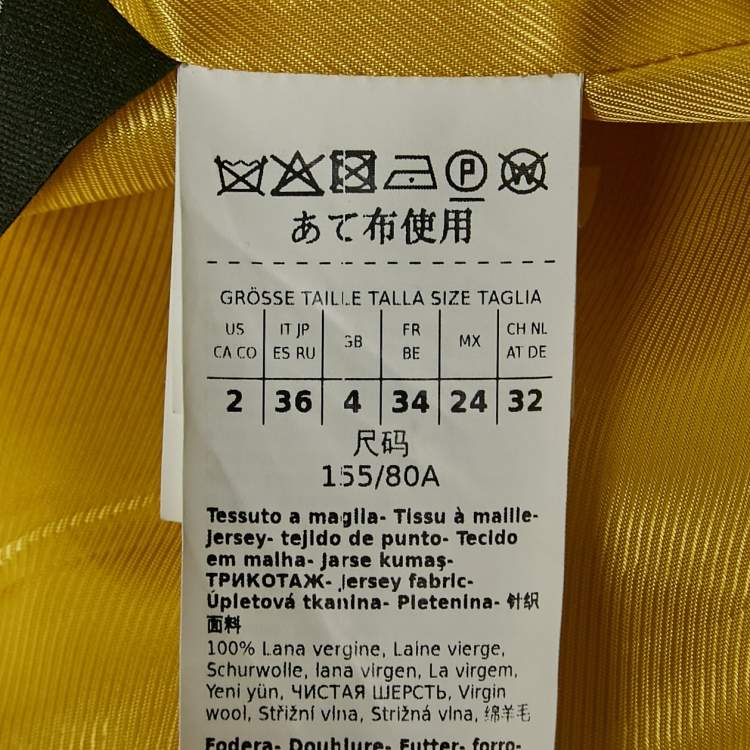 P W
あて布使用
GRÖSSE TAILLE TALLA SIZE TAGLIA
US IT JP GB FR MX CH NL
CA CO ES RU BE AT DE
2 36 4 34 24 32
尺码
155/80A
Tessuto a maglia- Tissu à maille-
Jersey- tejido de punto- Tecido
em malha- Jarse kumaş-
ТРИКОТАЖ- Jersey fabric-
Úpletová tkanina- Pletenina- 针织
面料
100% Lana vergine, Laine vierge,
Schurwolle, lana virgen, La virgem,
Yeni yün, ЧИСТАЯ ШЕРСТЬ, Virgin
wool, Střižní vlna, Strižná vlna, 绵羊毛
Fodera- Doublure- Futter- forro-